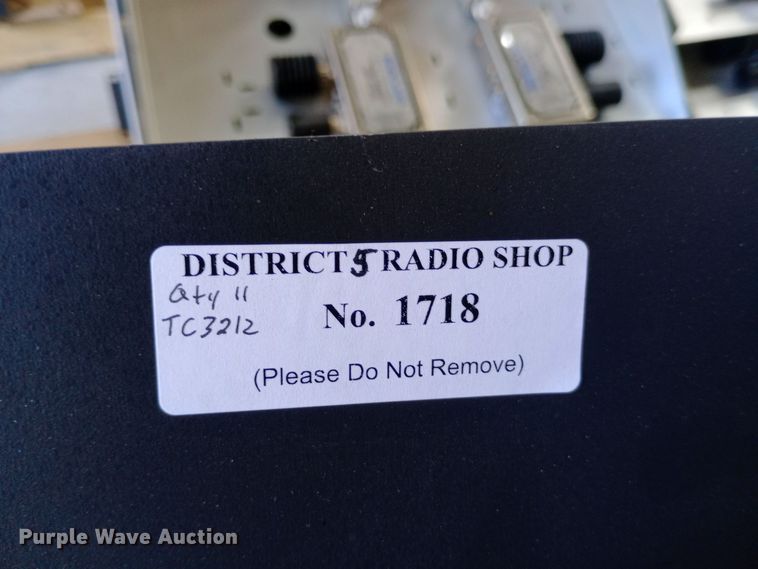 DISTRICT 5 RADIO SHOP
Qty 11
No. 1718
TC3212
(Please Do Not Remove)
Purple Wave Auction